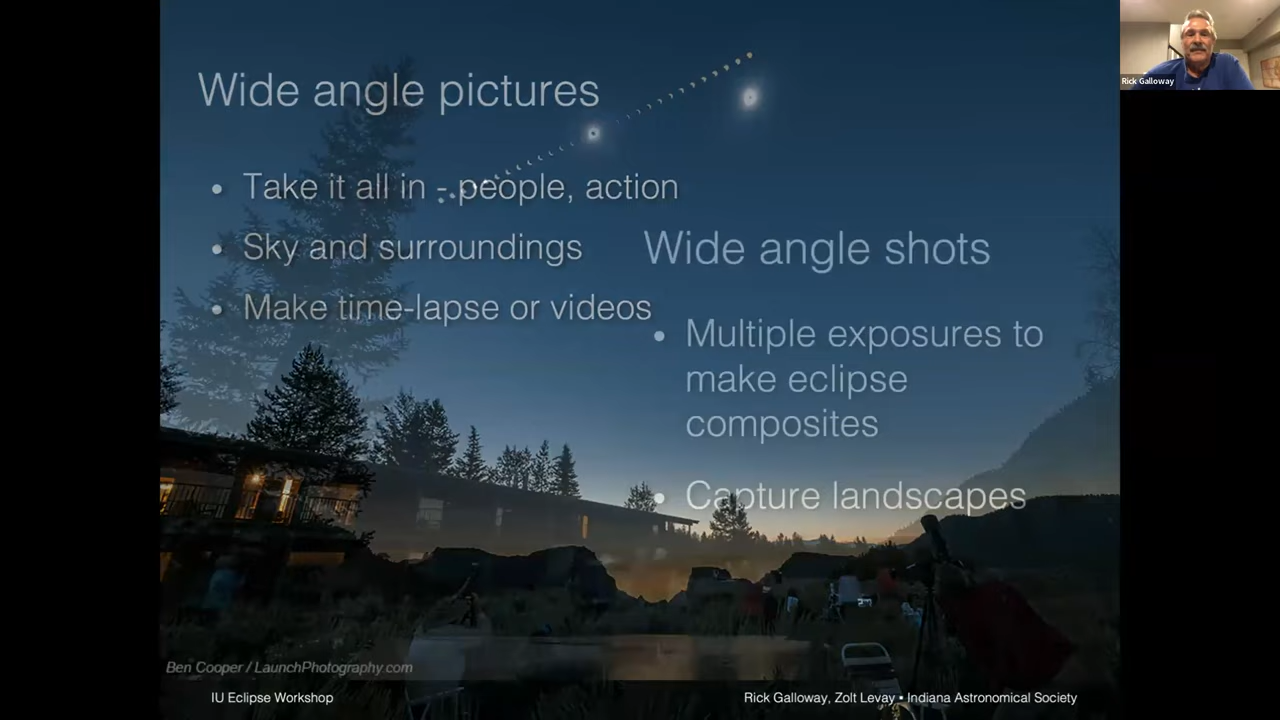 Wide angle pictures
• Take it all in - people, action
• Sky and surroundings
• Make time-lapse or videos
Wide angle shots
• Multiple exposures to
make eclipse
composites
• Capture landscapes
Ben Cooper / LaunchPhotography.com
IU Eclipse Workshop
Rick Galloway, Zolt Levay • Indiana Astronomical Society
Rick Galloway